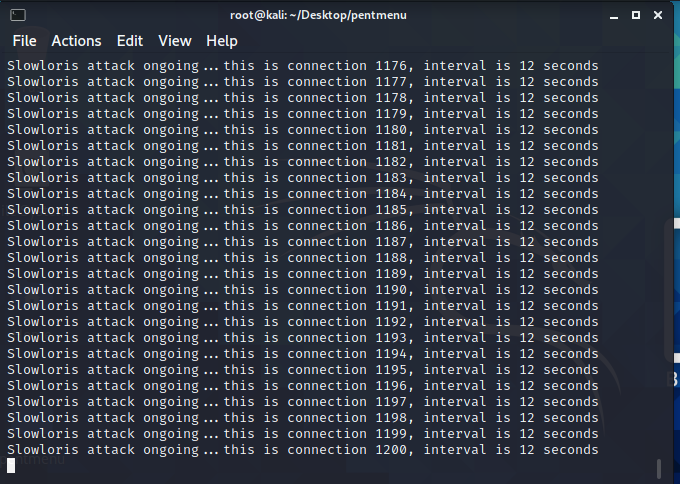 root@kali: ~/Desktop/pentmenu
File Actions Edit View Help
Slowloris attack ongoing...this is connection 1176, interval is 12 seconds
Slowloris attack ongoing...this is connection 1177, interval is 12 seconds
Slowloris attack ongoing...this is connection 1178, interval is 12 seconds
Slowloris attack ongoing...this is connection 1179, interval is 12 seconds
Slowloris attack ongoing...this is connection 1180, interval is 12 seconds
Slowloris attack ongoing...this is connection 1181, interval is 12 seconds
Slowloris attack ongoing...this is connection 1182, interval is 12 seconds
Slowloris attack ongoing...this is connection 1183, interval is 12 seconds
Slowloris attack ongoing...this is connection 1184, interval is 12 seconds
Slowloris attack ongoing...this is connection 1185, interval is 12 seconds
Slowloris attack ongoing...this is connection 1186, interval is 12 seconds
Slowloris attack ongoing...this is connection 1187, interval is 12 seconds
Slowloris attack ongoing...this is connection 1188, interval is 12 seconds
Slowloris attack ongoing...this is connection 1189, interval is 12 seconds
Slowloris attack ongoing...this is connection 1190, interval is 12 seconds
Slowloris attack ongoing...this is connection 1191, interval is 12 seconds
Slowloris attack ongoing...this is connection 1192, interval is 12 seconds
Slowloris attack ongoing...this is connection 1193, interval is 12 seconds
Slowloris attack ongoing...this is connection 1194, interval is 12 seconds
Slowloris attack ongoing...this is connection 1195, interval is 12 seconds
Slowloris attack ongoing...this is connection 1196, interval is 12 seconds
Slowloris attack ongoing...this is connection 1197, interval is 12 seconds
Slowloris attack ongoing...this is connection 1198, interval is 12 seconds
Slowloris attack ongoing...this is connection 1199, interval is 12 seconds
Slowloris attack ongoing...this is connection 1200, interval is 12 seconds